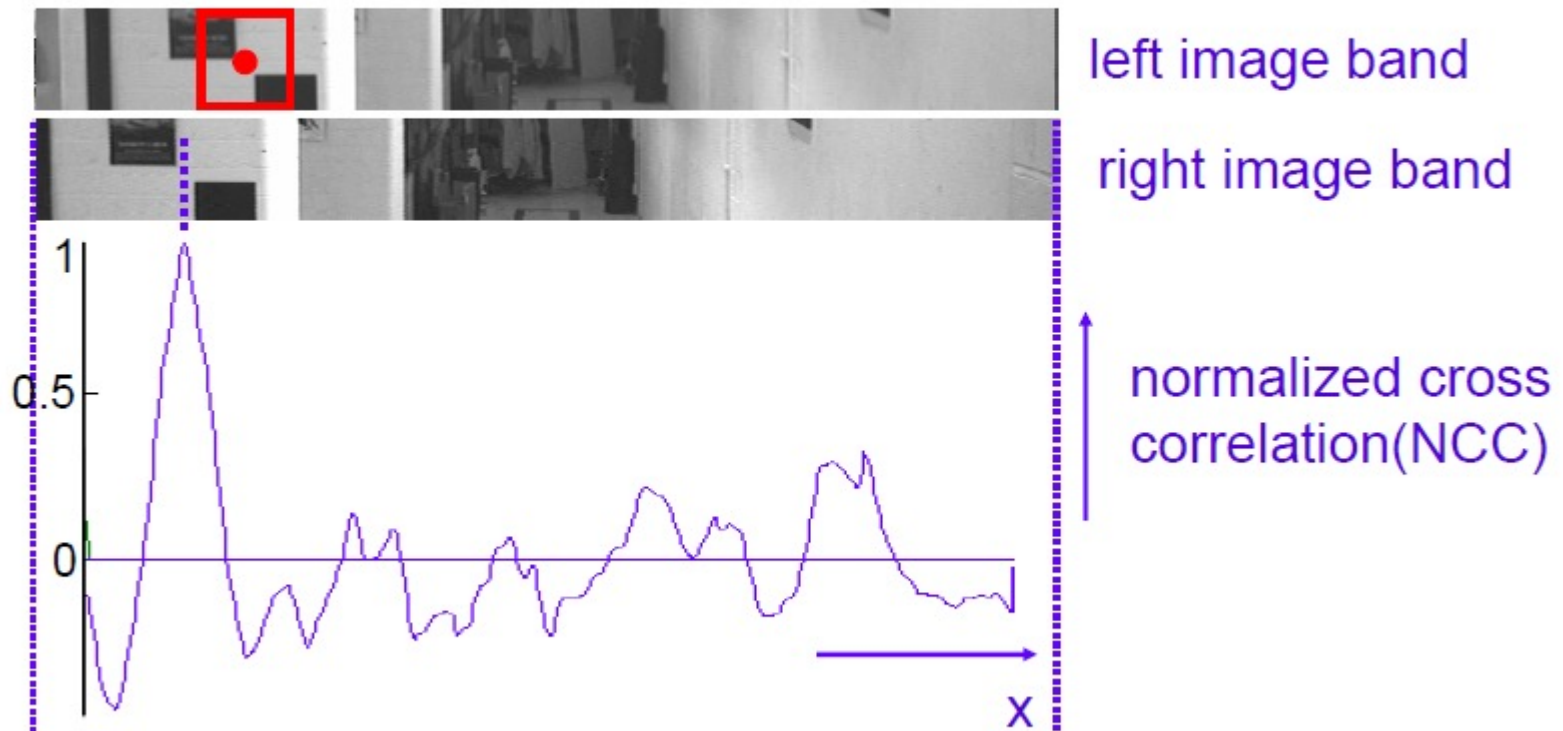 left image band
right image band
1
0.5
0
normalized cross
correlation(NCC)
x